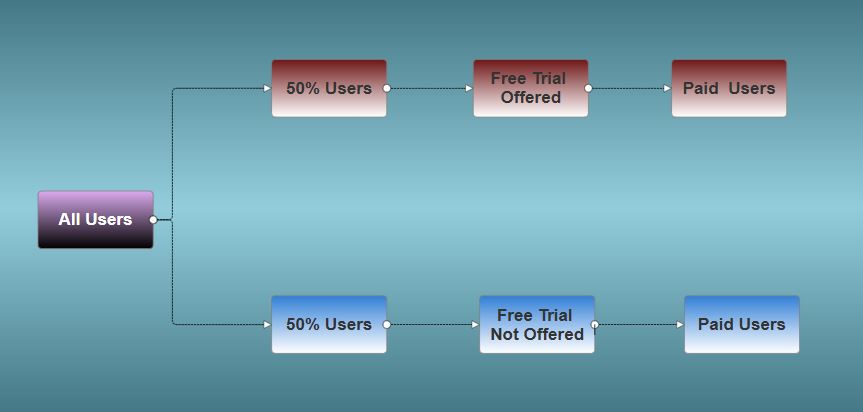 50% Users
Free Trial
Offered
Paid  Users
All Users
50% Users
Free Trial
Not Offered
Paid Users